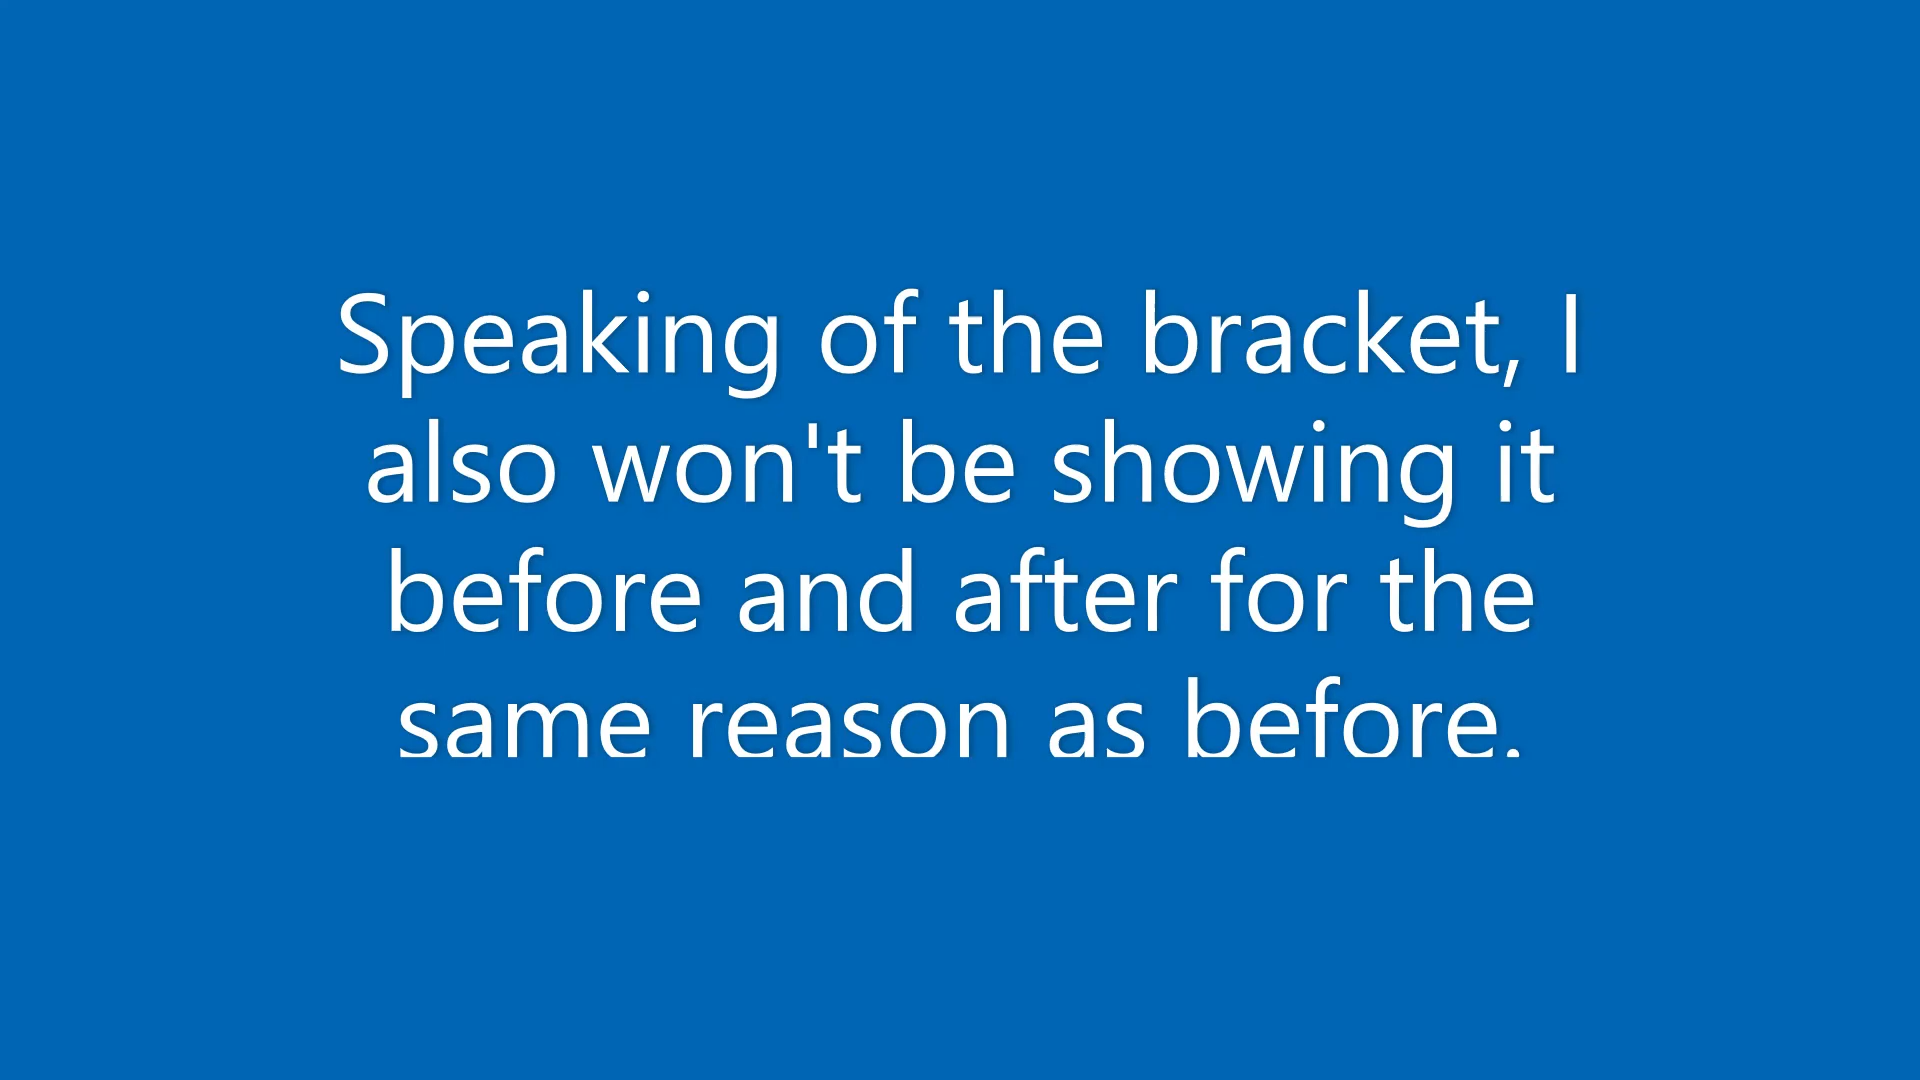 Speaking of the bracket, I
also won't be showing it
before and after for the
same reason as before.